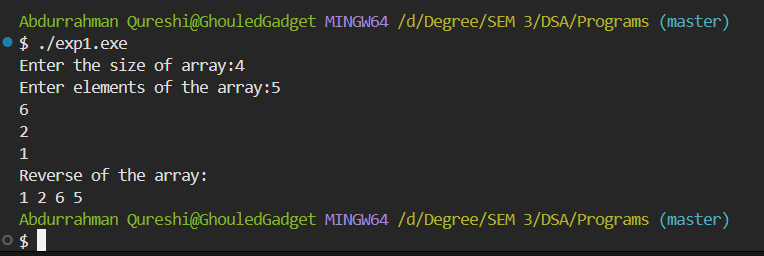 Abdurrahman Qureshi@GhouledGadget MINGW64 /d/Degree/SEM 3/DSA/Programs (master)
$ ./exp1.exe
Enter the size of array:4
Enter elements of the array:5
6
2
1
Reverse of the array:
1 2 6 5
Abdurrahman Qureshi@GhouledGadget MINGW64 /d/Degree/SEM 3/DSA/Programs (master)
$